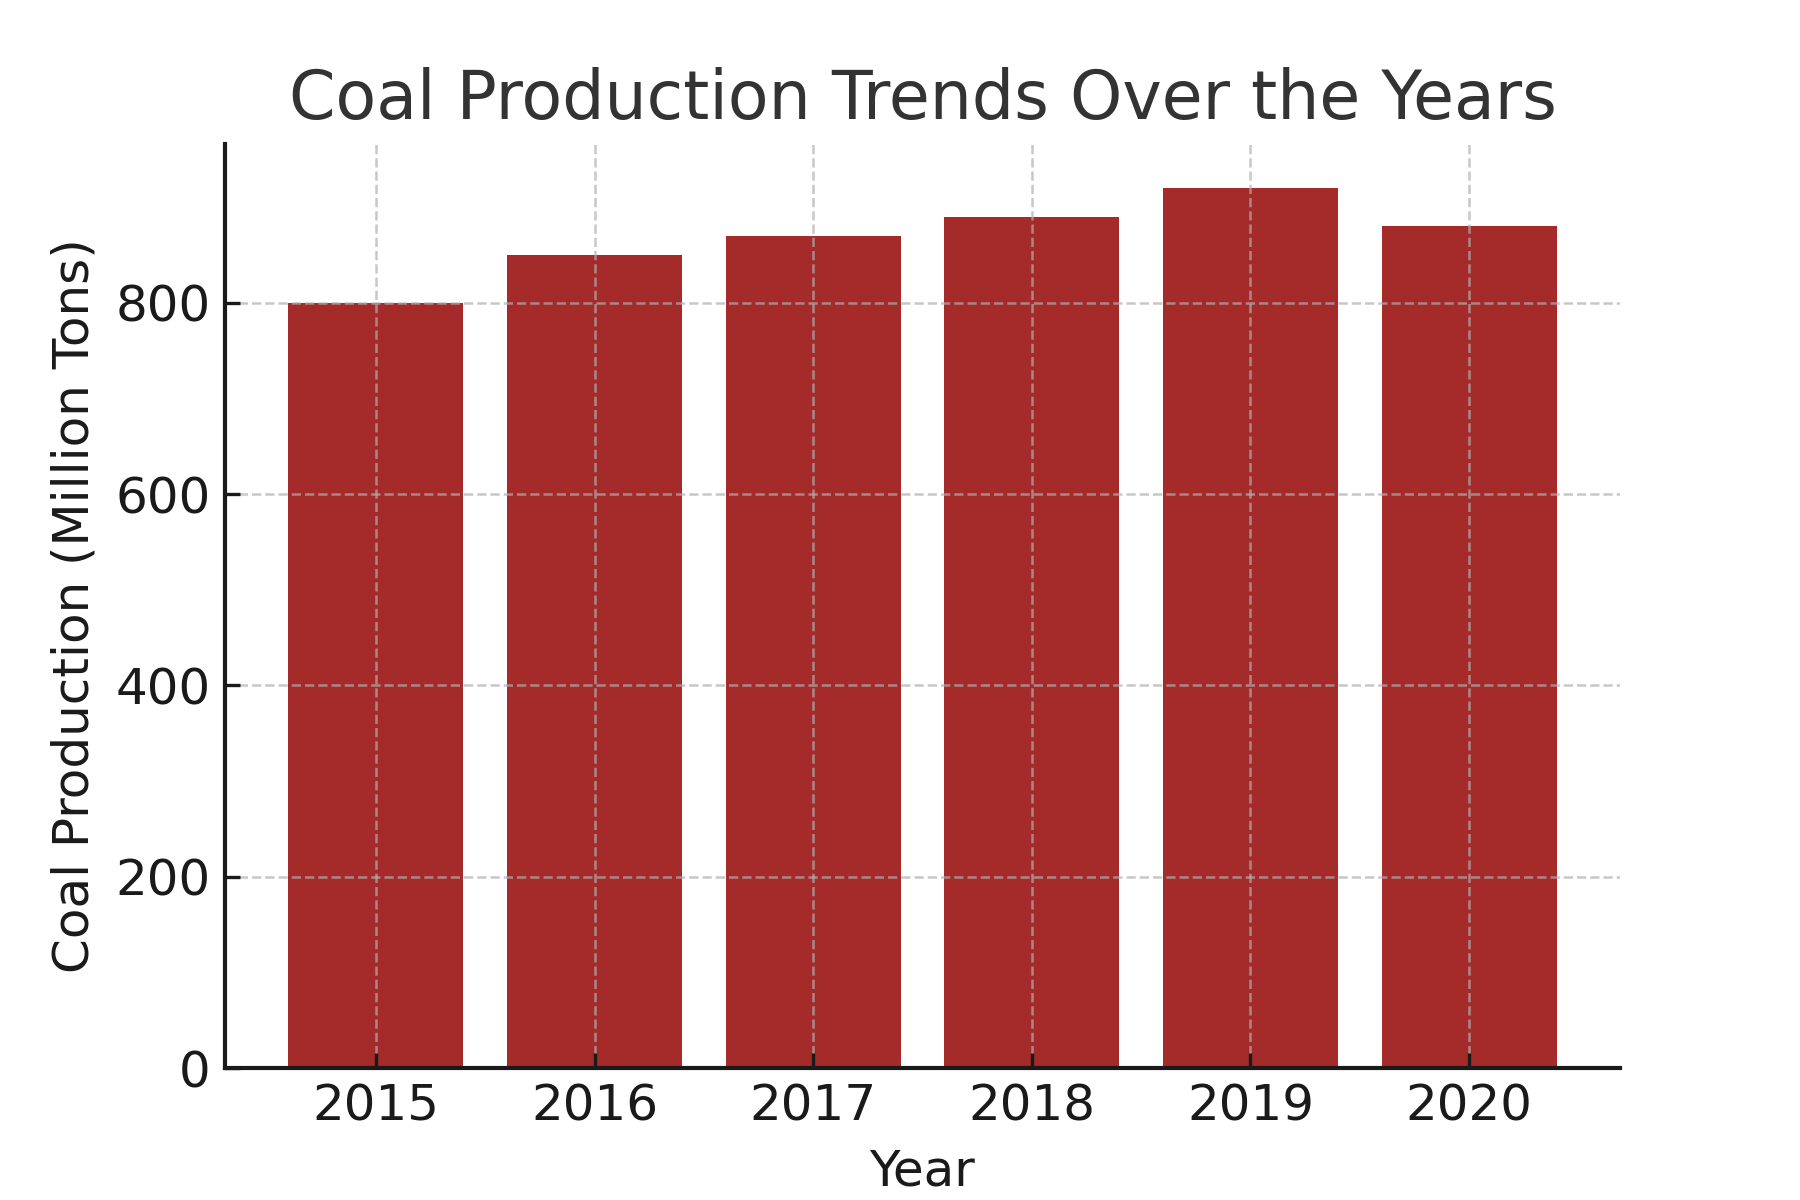 Coal Production Trends Over the Years
Coal Production (Million Tons)
800
600
400
200
0
2015 2016 2017 2018 2019 2020
Year